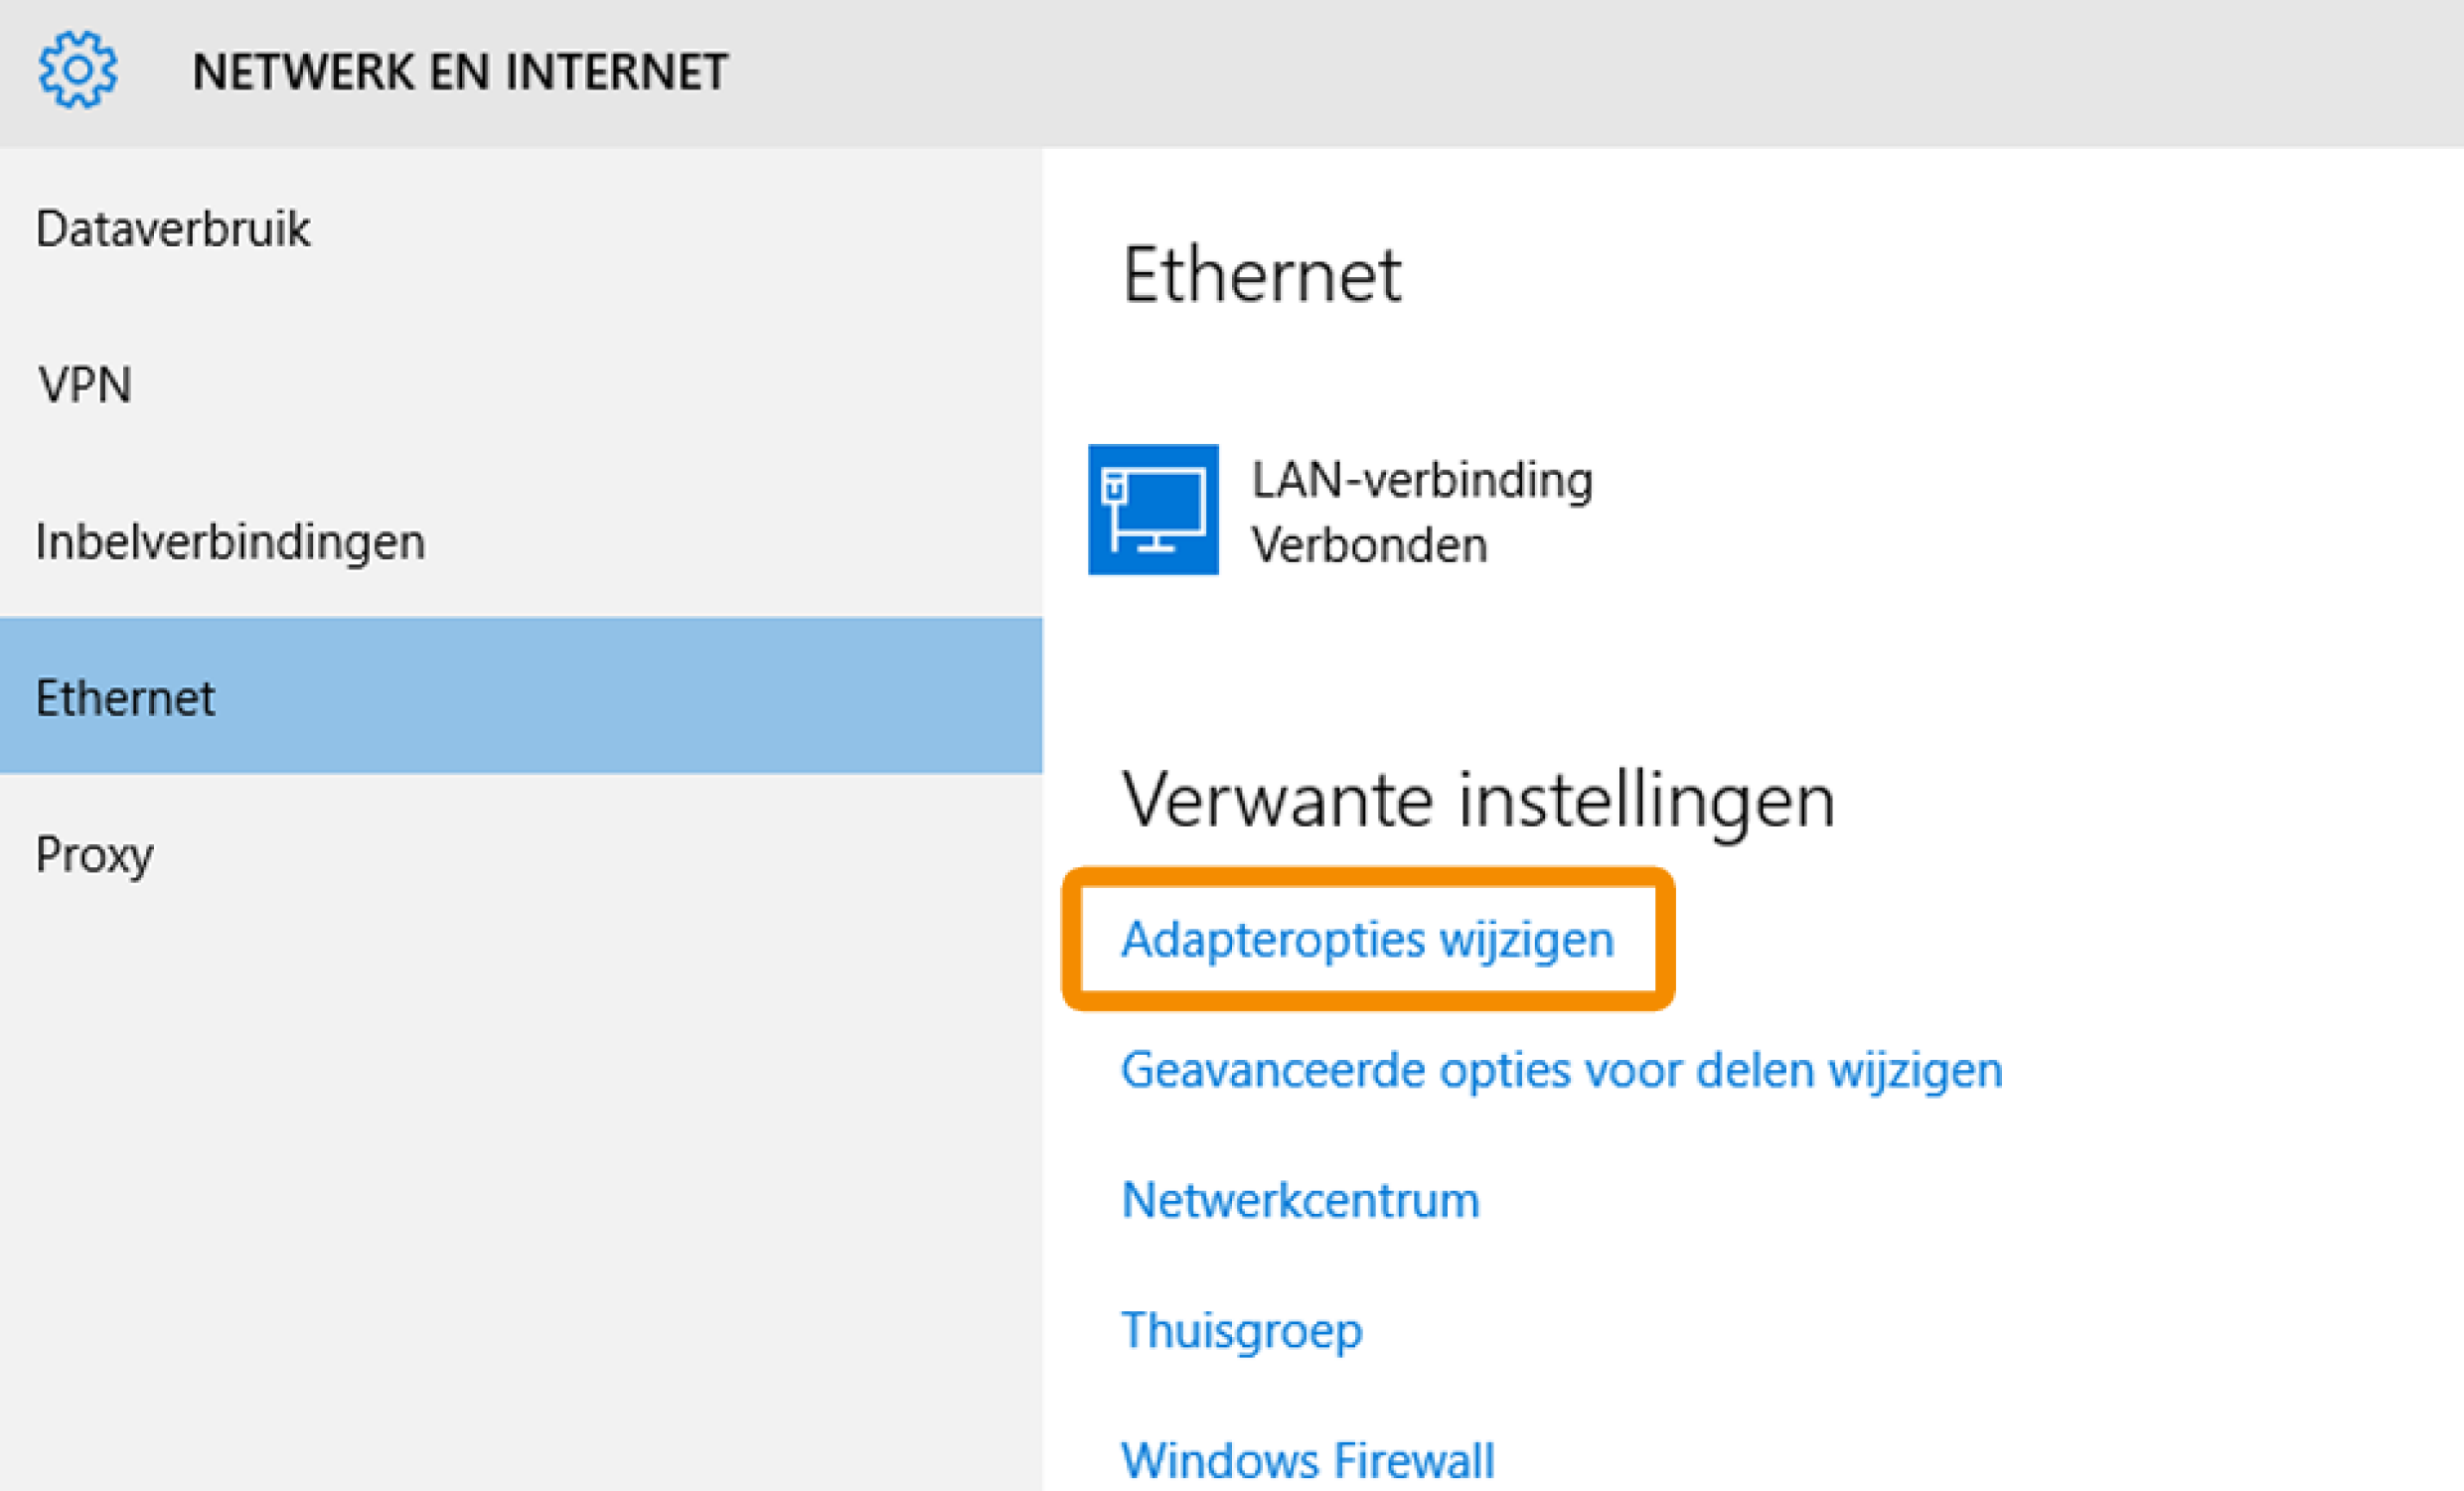 NETWERK EN INTERNET
Dataverbruik
VPN
Inbelverbindingen
Ethernet
Proxy
Ethernet
LAN-verbinding
Verbonden
Verwante instellingen
Adapteropties wijzigen
Geavanceerde opties voor delen wijzigen
Netwerkcentrum
Thuisgroep
Windows Firewall